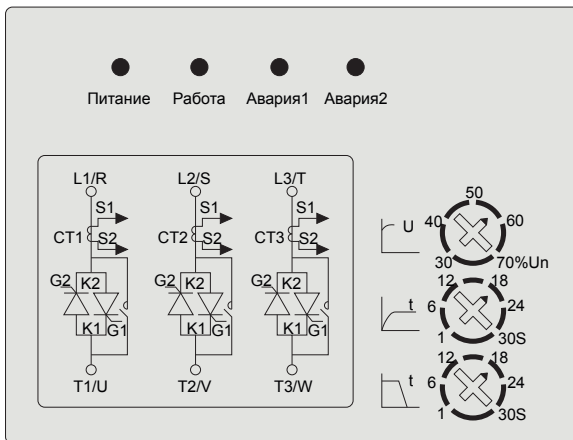 Питание Работа Авария1 Авария2
L1/R L2/S L3/T
S1 S1 S1
CT1 S2 CT2 S2 CT3 S2
G2 K2 G2 K2 G2 K2
K1 G1 K1 G1 K1 G1
T1/U T2/V T3/W
50
U 40 60
30 70%Un
12 18
t 6 24
1 30S
12 18
t 6 24
1 30S